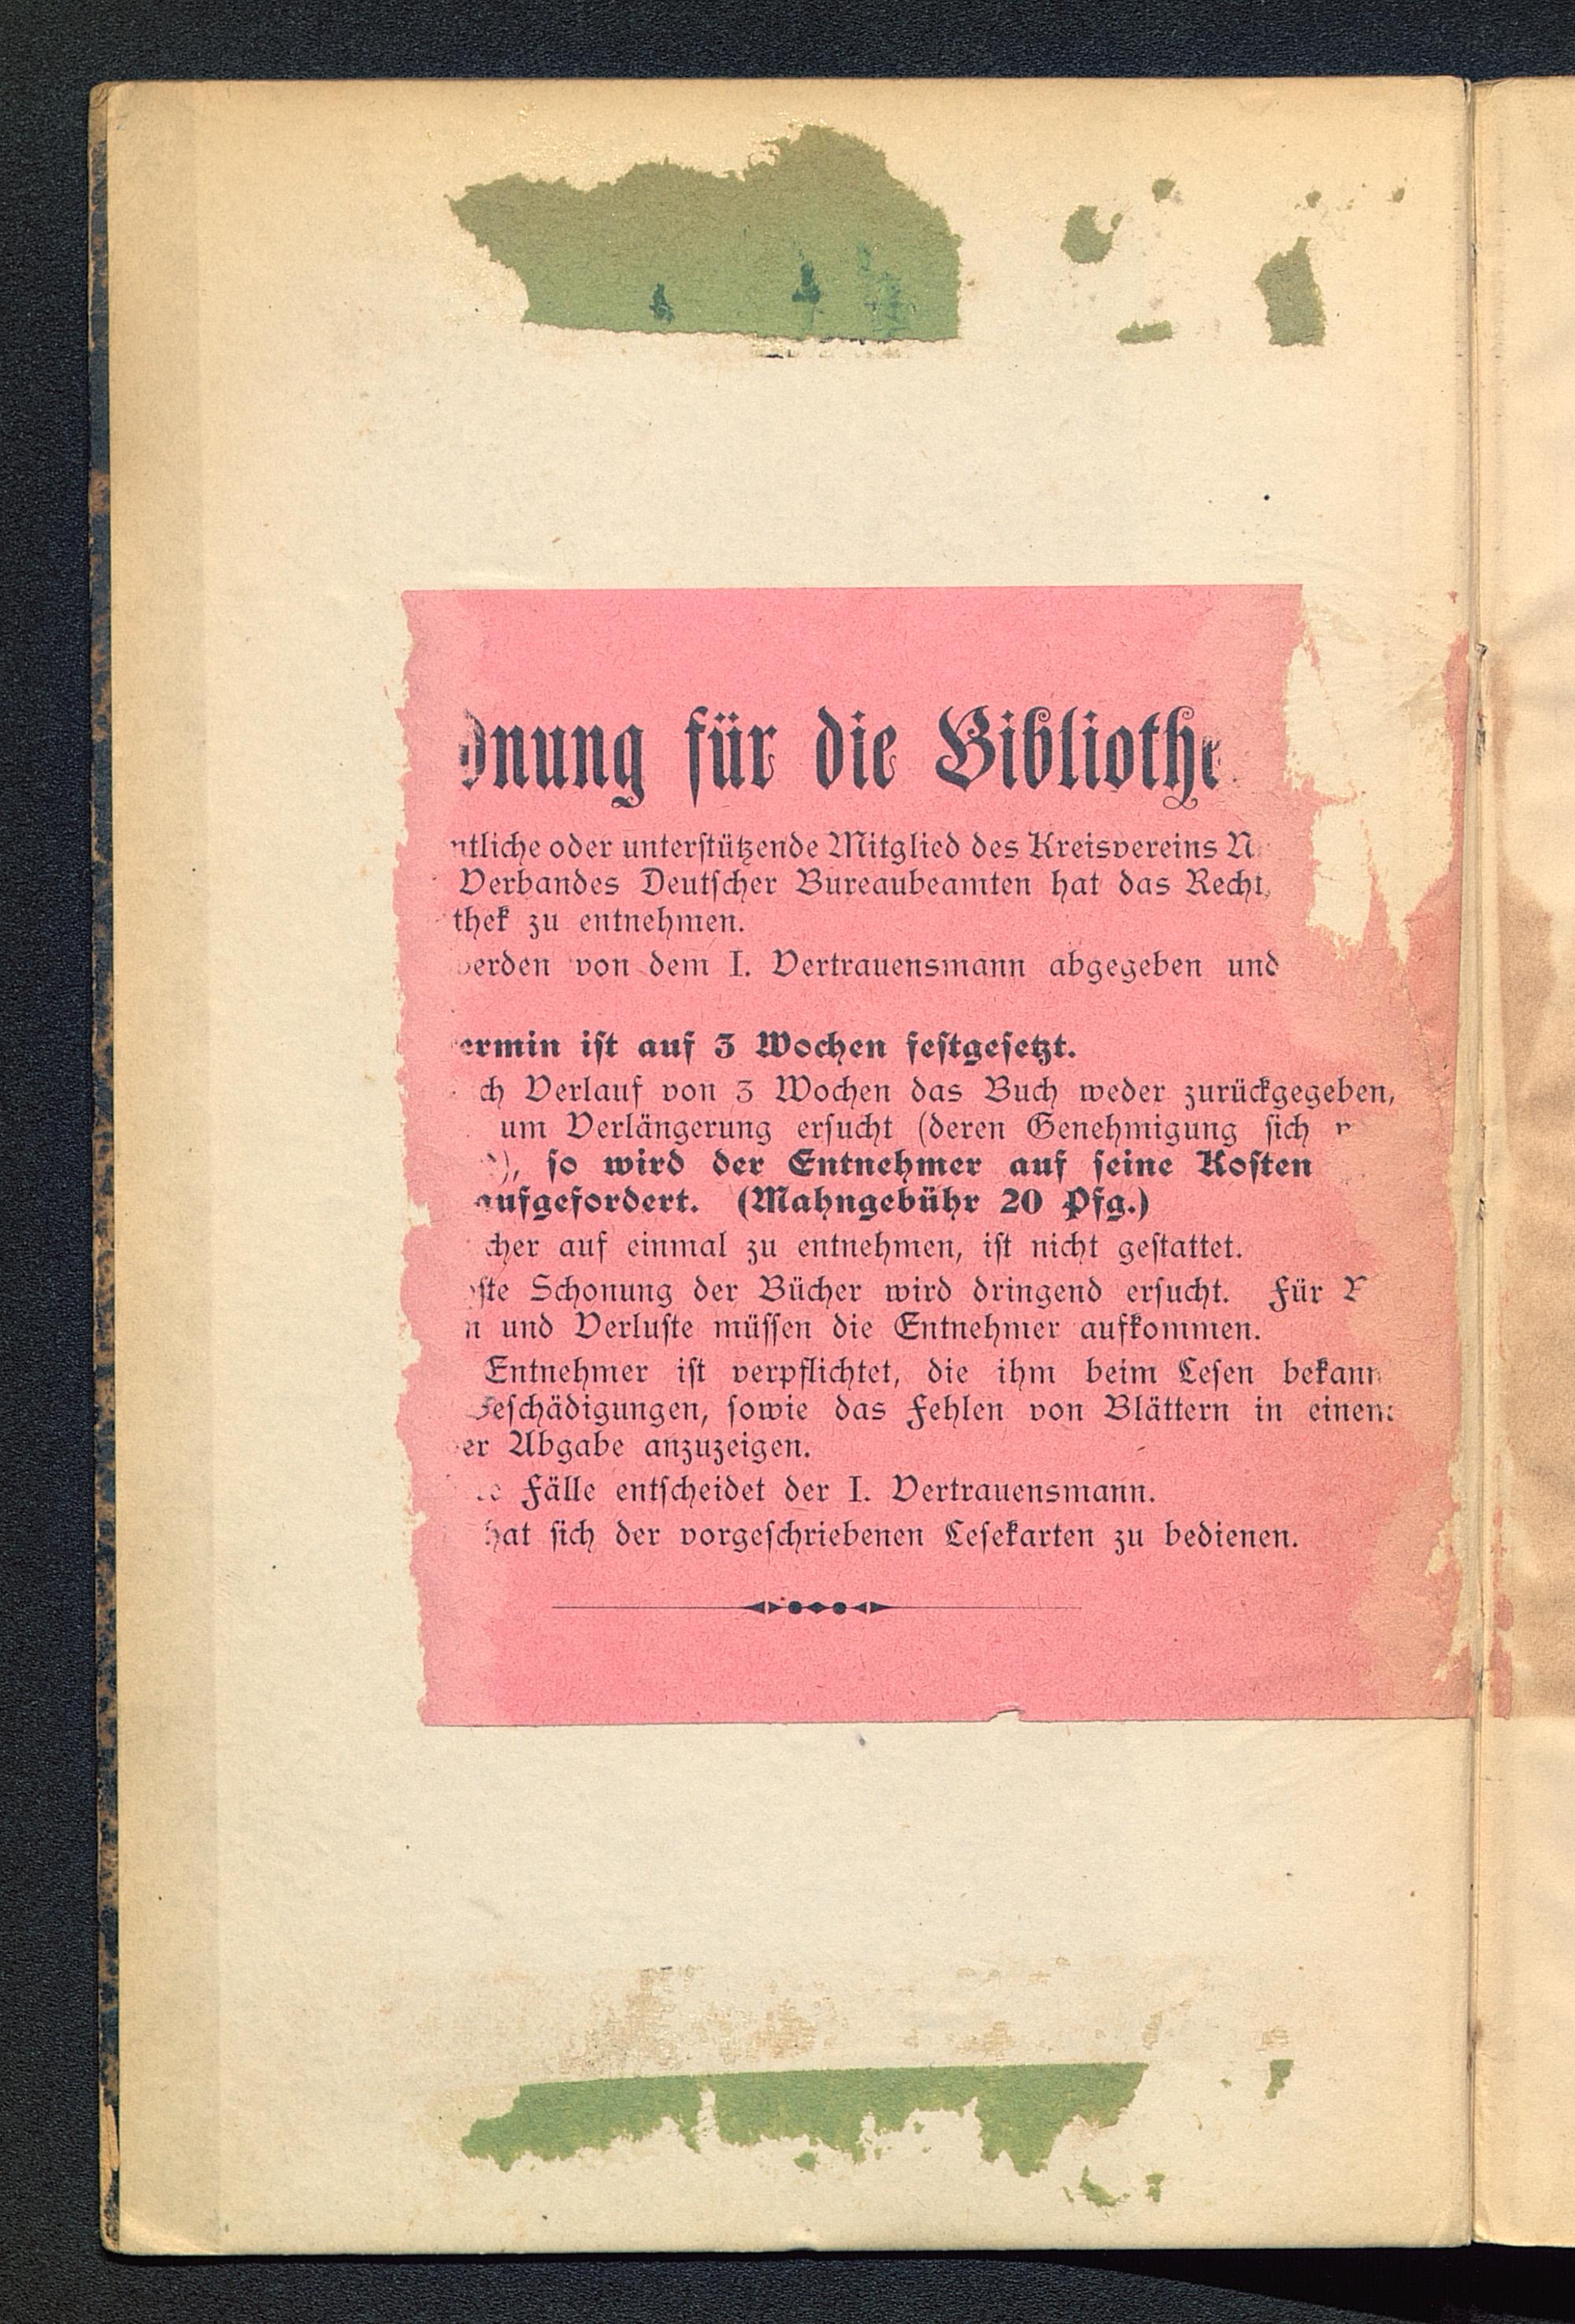 dnung für die Bibliothe
ntliche oder unterstützende Mitglied des Kreisvereins N
Verbandes Deutscher Bureaubeamten hat das Recht,
thek zu entnehmen.
erden von dem I. Vertrauensmann abgegeben und
ermin ist auf 3 Wochen festgesetzt.
ch Verlauf von 3 Wochen das Buch weder zurückgegeben,
um Verlängerung ersucht (deren Genehmigung sich
), so wird der Entnehmer auf seine Kosten
aufgefordert. (Mahngebühr 20 Pfg.)
cher auf einmal zu entnehmen, ist nicht gestattet.
ste Schonung der Bücher wird dringend ersucht. Für
n und Verluste müssen die Entnehmer aufkommen.
Entnehmer ist verpflichtet, die ihm beim Lesen bekann
eschädigungen, sowie das Fehlen von Blättern in einem
er Abgabe anzuzeigen.
e Fälle entscheidet der I. Vertrauensmann.
hat sich der vorgeschriebenen Lesekarten zu bedienen.